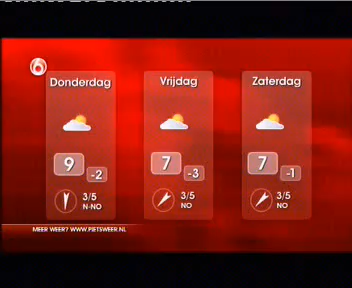 6
Donderdag
9
-2
3/5
N-NO
Vrijdag
7
-3
3/5
NO
Zaterdag
7
-1
3/5
NO
MEER WEER? WWW.PIETSWEER.NL